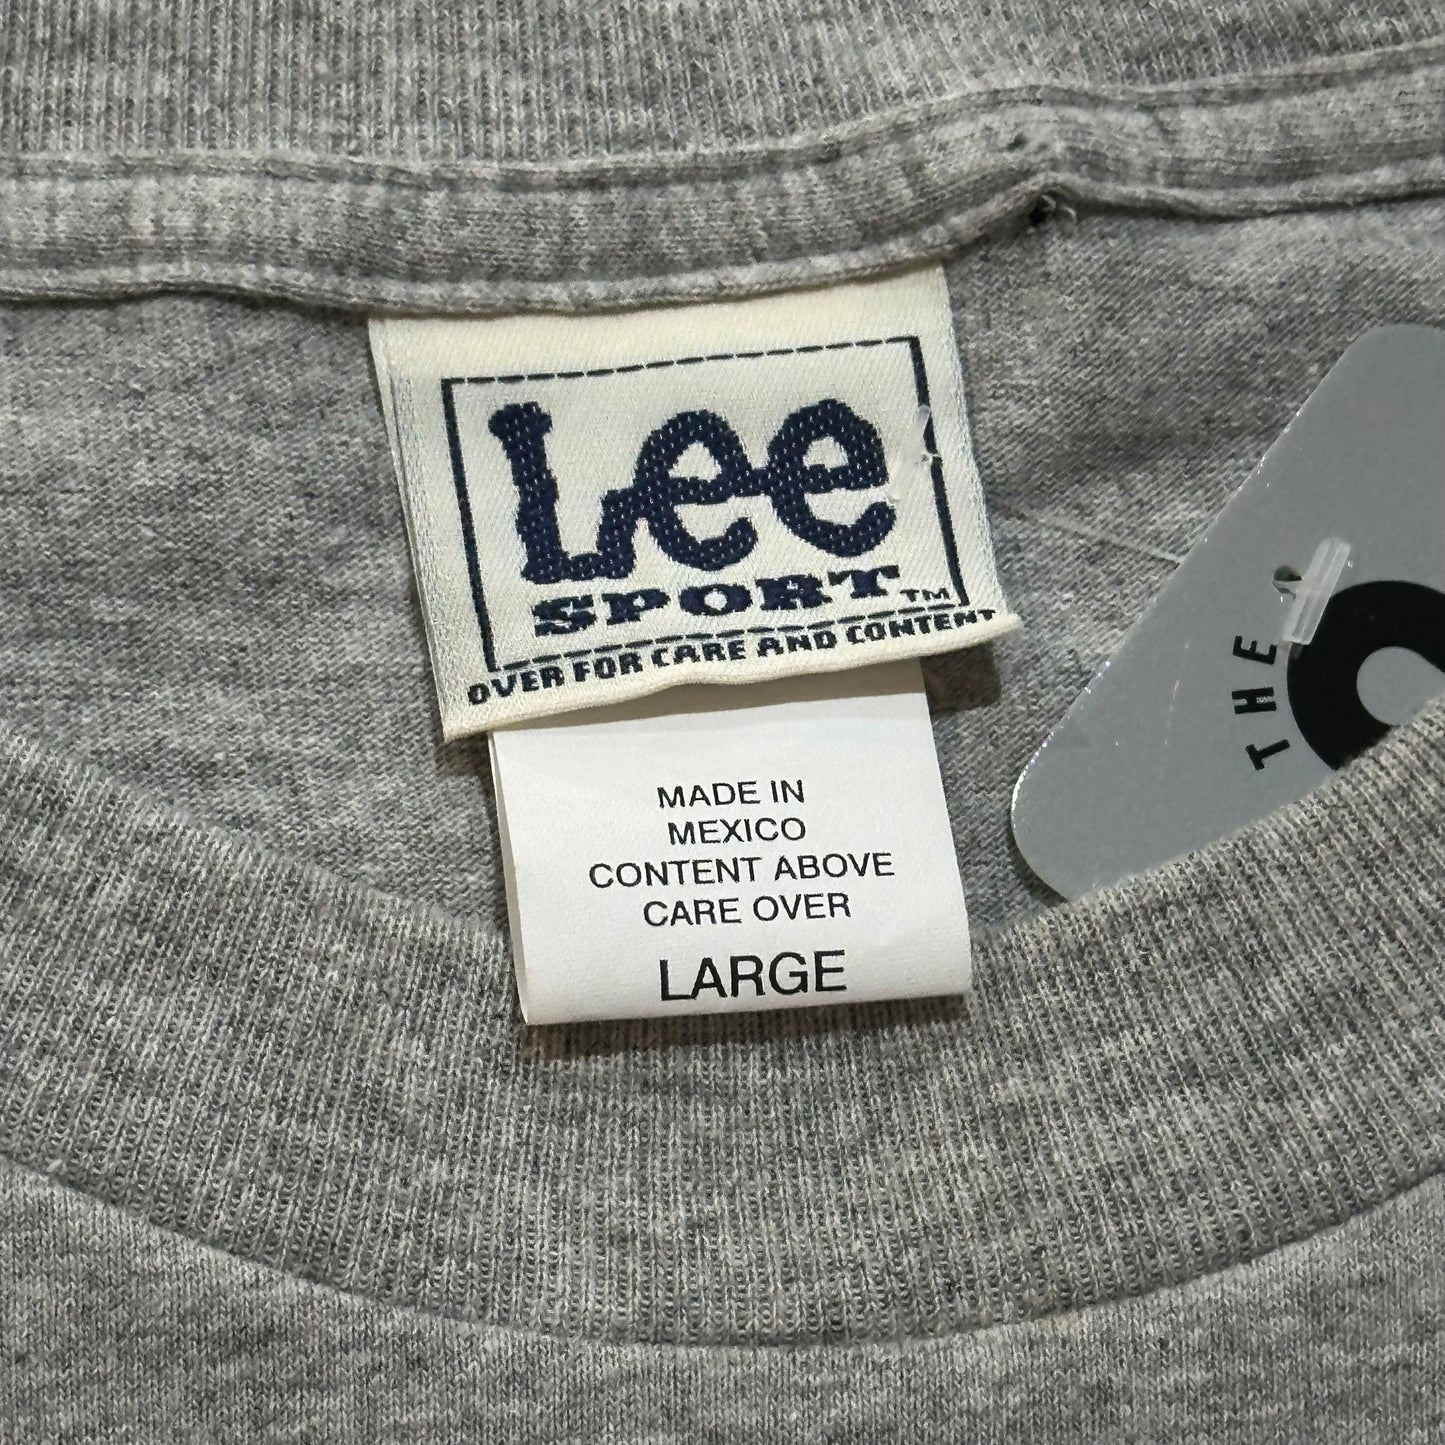 Lee
SPORT™
OVER FOR CARE AND CONTENT
MADE IN
MEXICO
CONTENT ABOVE
CARE OVER
LARGE
THE